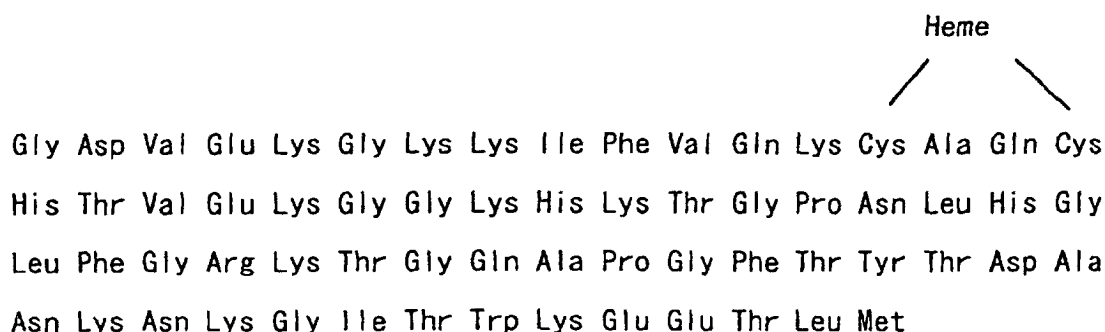 Heme
Gly Asp Val Glu Lys Gly Lys Lys Ile Phe Val Gln Lys Cys Ala Gln Cys
His Thr Val Glu Lys Gly Gly Lys His Lys Thr Gly Pro Asn Leu His Gly
Leu Phe Gly Arg Lys Thr Gly Gln Ala Pro Gly Phe Thr Tyr Thr Asp Ala
Asn Lys Asn Lys Gly Ile Thr Trp Lys Glu Glu Thr Leu Met